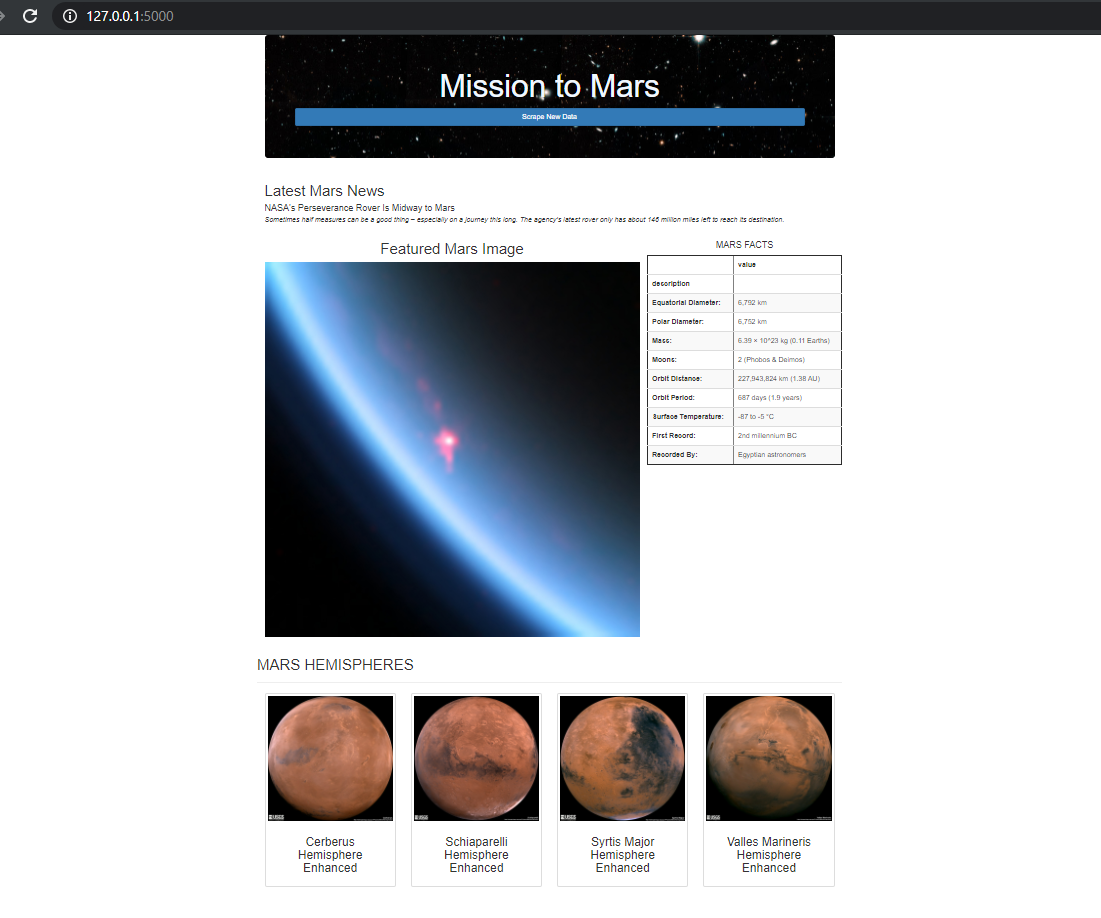 127.0.0.1:5000
Mission to Mars
Scrape New Data
Latest Mars News
NASA's Perseverance Rover Is Midway to Mars
Sometimes half measures can be a good thing – especially on a journey this long. The agency's latest rover only has about 146 million miles left to reach its destination.
Featured Mars Image
MARS FACTS
value
description
Equatorial Diameter: 6,792 km
Polar Diameter: 6,752 km
Mass: 6.39 × 10^23 kg (0.11 Earths)
Moons: 2 (Phobos & Deimos)
Orbit Distance: 227,943,824 km (1.38 AU)
Orbit Period: 687 days (1.9 years)
Surface Temperature: -87 to -5 °C
First Record: 2nd millennium BC
Recorded By: Egyptian astronomers
MARS HEMISPHERES
USGS
USGS
USGS
USGS
Cerberus
Hemisphere
Enhanced
Schiaparelli
Hemisphere
Enhanced
Syrtis Major
Hemisphere
Enhanced
Valles Marineris
Hemisphere
Enhanced